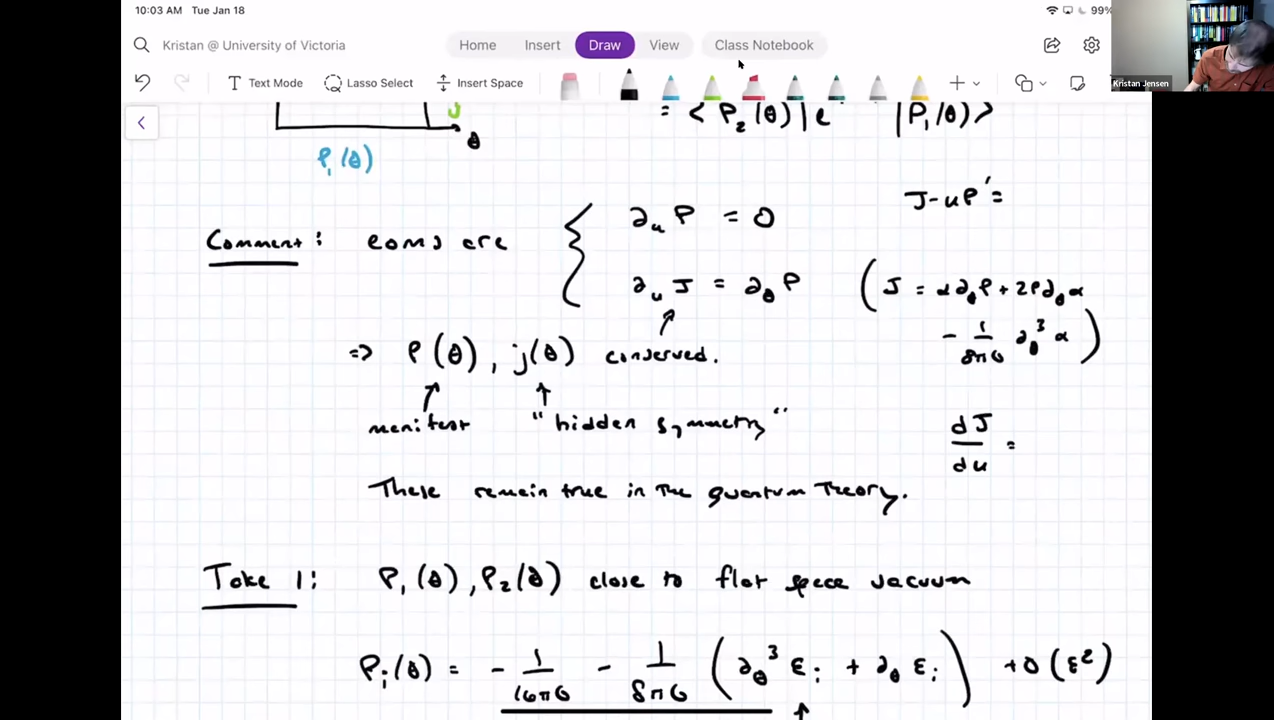 10:03 AM Tue Jan 18
99%
Kristan @ University of Victoria
Home Insert Draw View Class Notebook
Text Mode Lasso Select Insert Space
Kristan Jensen
= < P₂(θ)| e |P₁(θ)>
θ
P₁(θ)
J-uP' =
∂ᵤ P = 0
Comment: eoms are
∂ᵤ J = ∂θ P
(J = α∂θP + 2P∂θα
- 1/8πG ∂θ³ α)
=> P(θ), j(θ) conserved.
manifest "hidden symmetry"
dJ/du =
These remain true in the quantum theory.
Take 1: P₁(θ), P₂(θ) close to flat space vacuum
Pᵢ(θ) = - 1/16πG - 1/8πG (∂θ³ εᵢ + ∂θ εᵢ) + O(ε²)